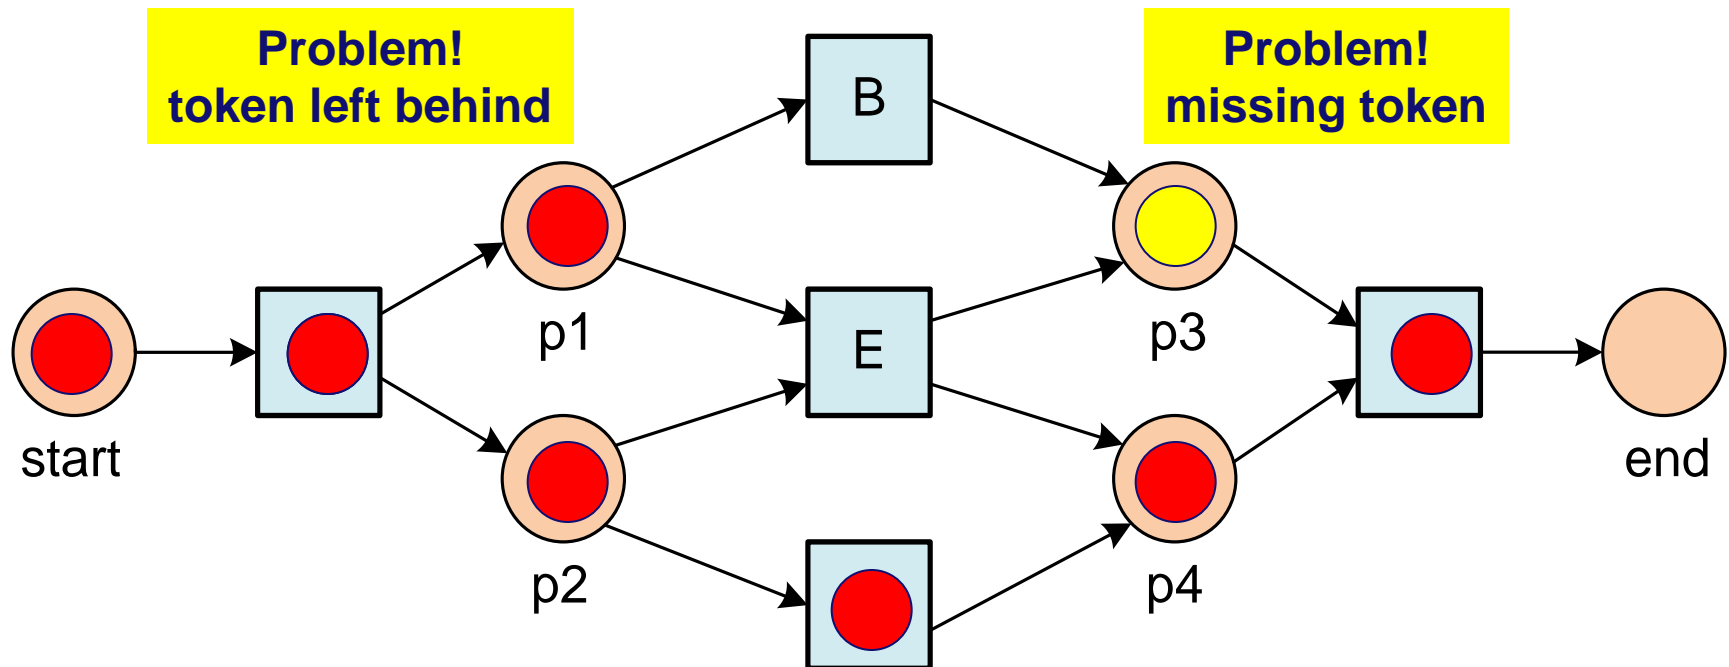 Problem!
token left behind
Problem!
missing token
B
p1
E
p3
start
end
p2
p4